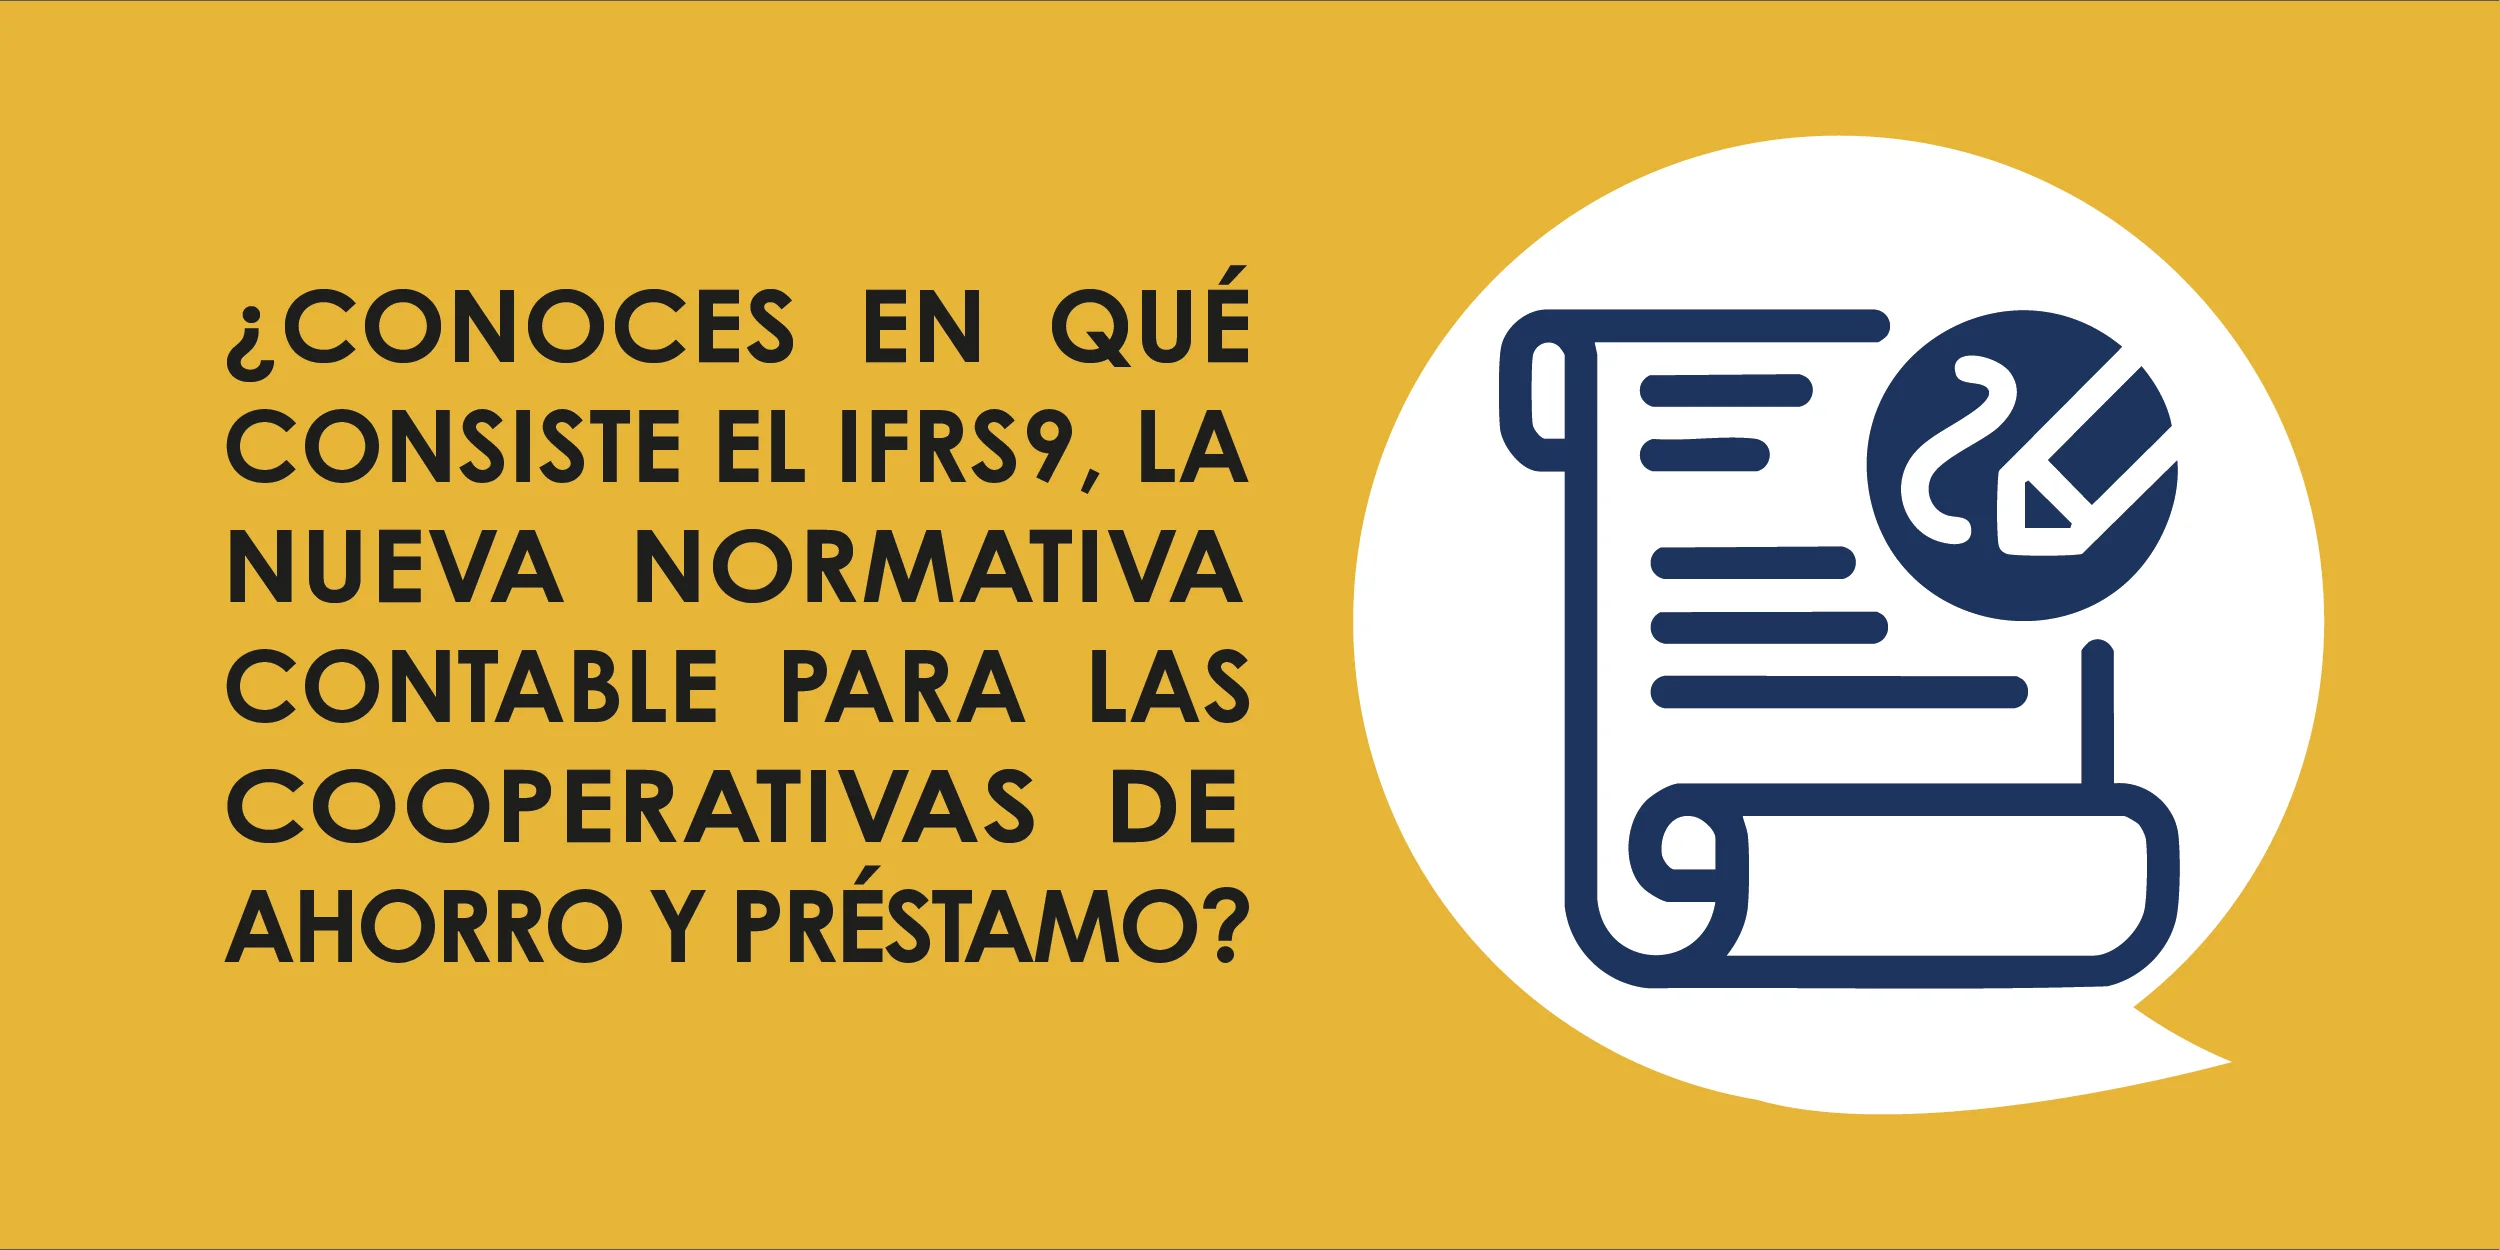 ¿CONOCES EN QUÉ
CONSISTE EL IFRS9, LA
NUEVA NORMATIVA
CONTABLE PARA LAS
COOPERATIVAS DE
AHORRO Y PRÉSTAMO?